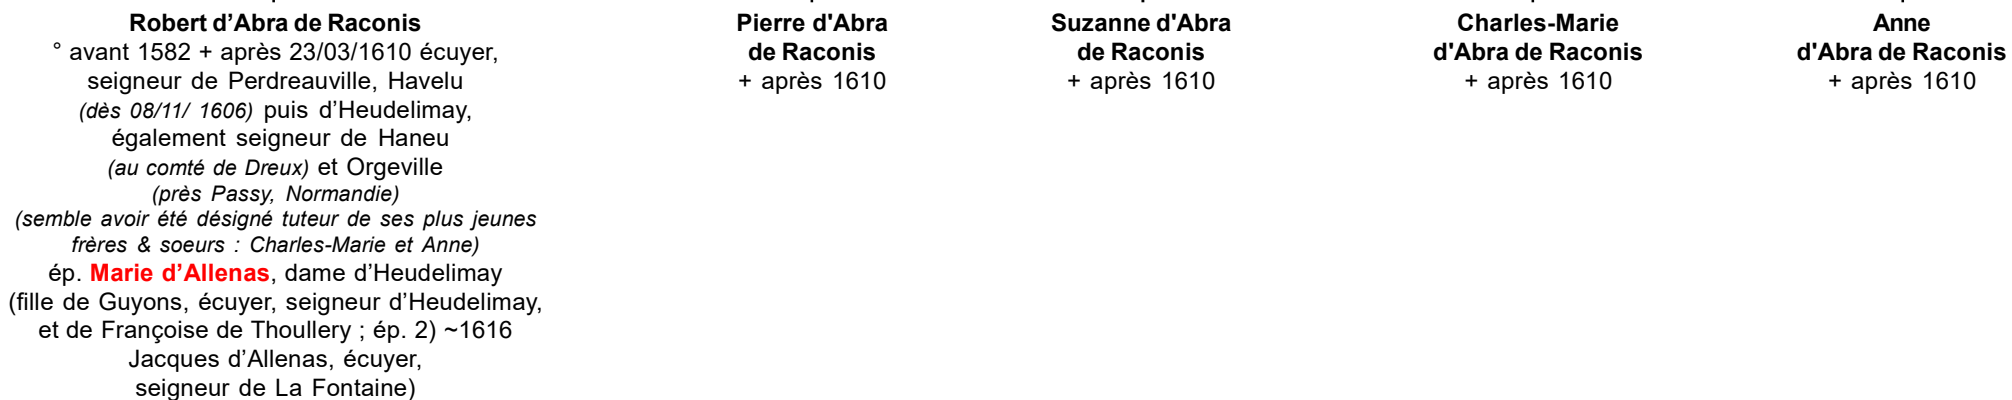 Robert d’Abra de Raconis
° avant 1582 + après 23/03/1610 écuyer,
seigneur de Perdreauville, Havelu
(dès 08/11/ 1606) puis d’Heudelimay,
également seigneur de Haneu
(au comté de Dreux) et Orgeville
(près Passy, Normandie)
(semble avoir été désigné tuteur de ses plus jeunes
frères & soeurs : Charles-Marie et Anne)
ép. Marie d’Allenas, dame d’Heudelimay
(fille de Guyons, écuyer, seigneur d’Heudelimay,
et de Françoise de Thoullery ; ép. 2) ~1616
Jacques d’Allenas, écuyer,
seigneur de La Fontaine)
Pierre d'Abra
de Raconis
+ après 1610
Suzanne d'Abra
de Raconis
+ après 1610
Charles-Marie
d'Abra de Raconis
+ après 1610
Anne
d'Abra de Raconis
+ après 1610